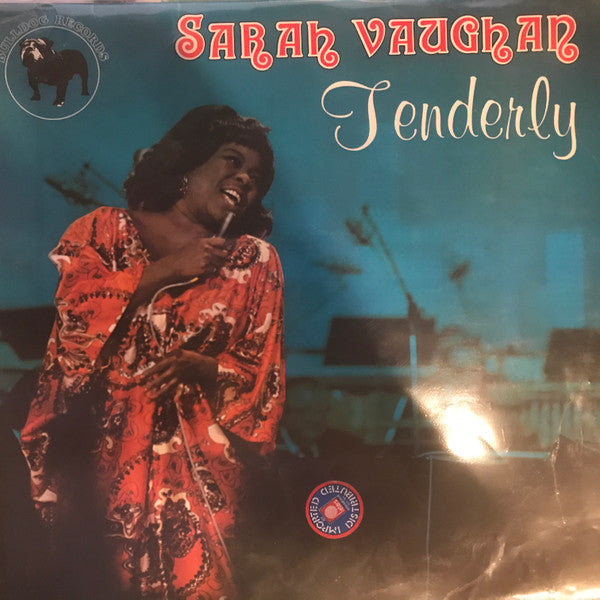 BULLDOG RECORDS
SARAH VAUGHAN
Tenderly
IMPORTED
DISTRIBUTED